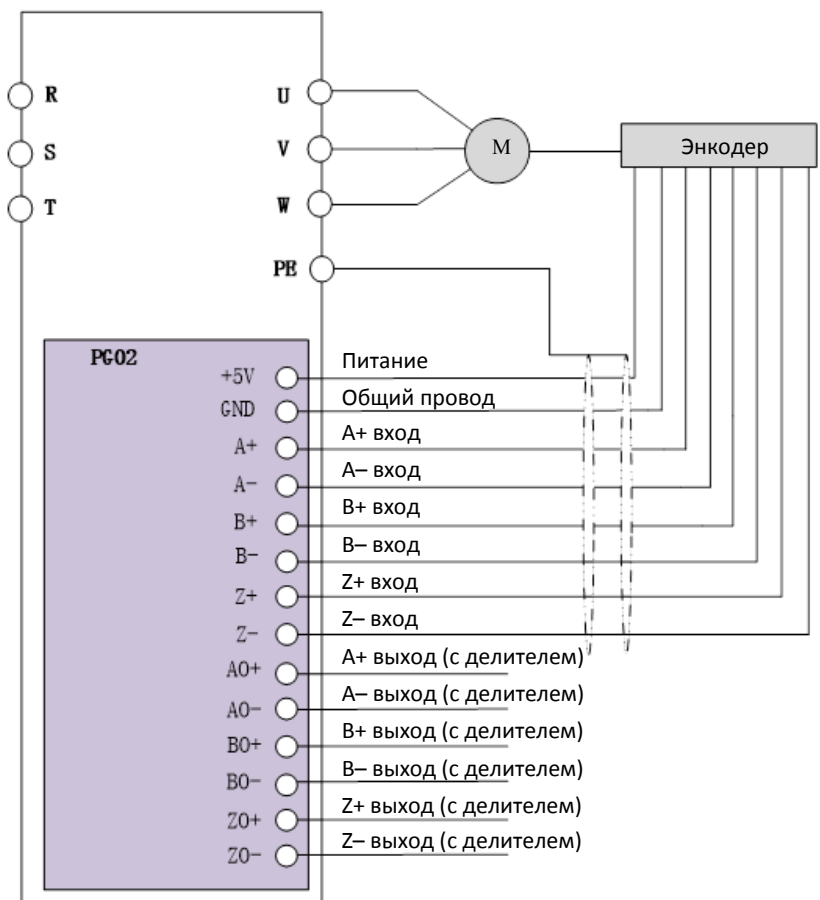 R
U
S
V
M
Энкодер
T
W
PE
PG02
+5V
Питание
GND
Общий провод
A+
A+ вход
A-
A– вход
B+
B+ вход
B-
B– вход
Z+
Z+ вход
Z-
Z– вход
AO+
A+ выход (с делителем)
AO-
A– выход (с делителем)
BO+
B+ выход (с делителем)
BO-
B– выход (с делителем)
ZO+
Z+ выход (с делителем)
ZO-
Z– выход (с делителем)